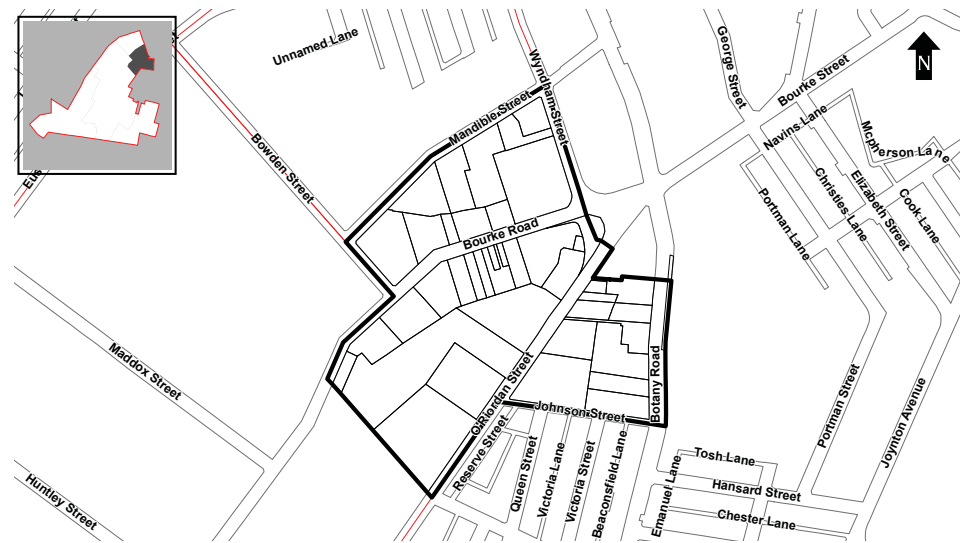 Unnamed Lane
Wyndham Street
George Street
Bourke Street
N
Mandible Street
Navins Lane
Mcpherson Lane
Bowden Street
Christies Lane
Elizabeth Street
Cook Lane
Portman Lane
Bourke Road
Maddox Street
O'Riordan Street
Botany Road
Johnson Street
Portman Street
Joynton Avenue
Reserve Street
Queen Street
Victoria Lane
Victoria Street
Beaconsfield Lane
Emanuel Lane
Tosh Lane
Hansard Street
Chester Lane
Huntley Street